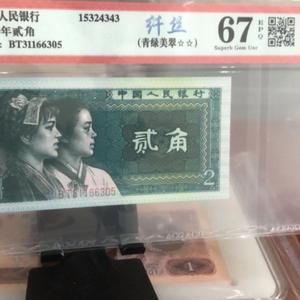 人民银行
15324343
纤丝
67
EPQ
年贰角
(青绿美翠☆☆)
Superb Gem Unc
: BT31166305
中国人民银行
贰角
BT31166305
2
1